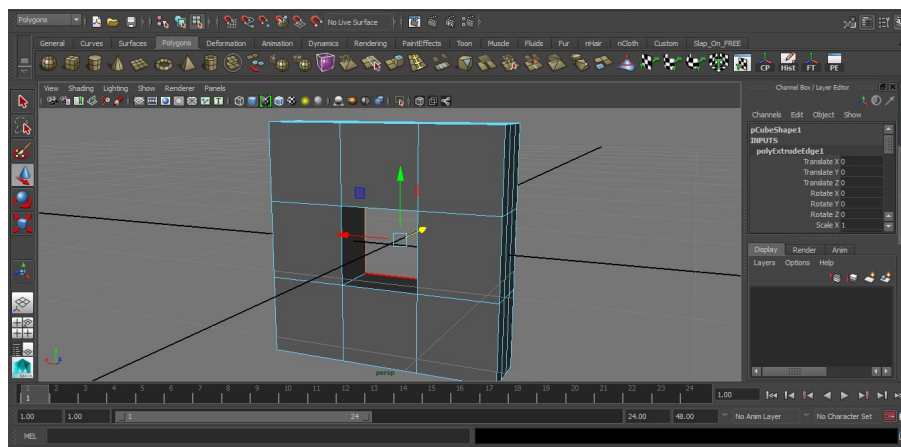 Polygons
No Live Surface
General Curves Surfaces Polygons Deformation Animation Dynamics Rendering PaintEffects Toon Muscle Fluids Fur nHair nCloth Custom Slap_On_FREE
CP Hist FT PE
View Shading Lighting Show Renderer Panels
Channel Box / Layer Editor
Channels Edit Object Show
pCubeShape1
INPUTS
polyExtrudeEdge1
Translate X 0
Translate Y 0
Translate Z 0
Rotate X 0
Rotate Y 0
Rotate Z 0
Scale X 1
Display Render Anim
Layers Options Help
persp
1 2 3 4 5 6 7 8 9 10 11 12 13 14 15 16 17 18 19 20 21 22 23 24
1 1.00
1.00 1.00 1 24 24.00 48.00 No Anim Layer No Character Set
MEL